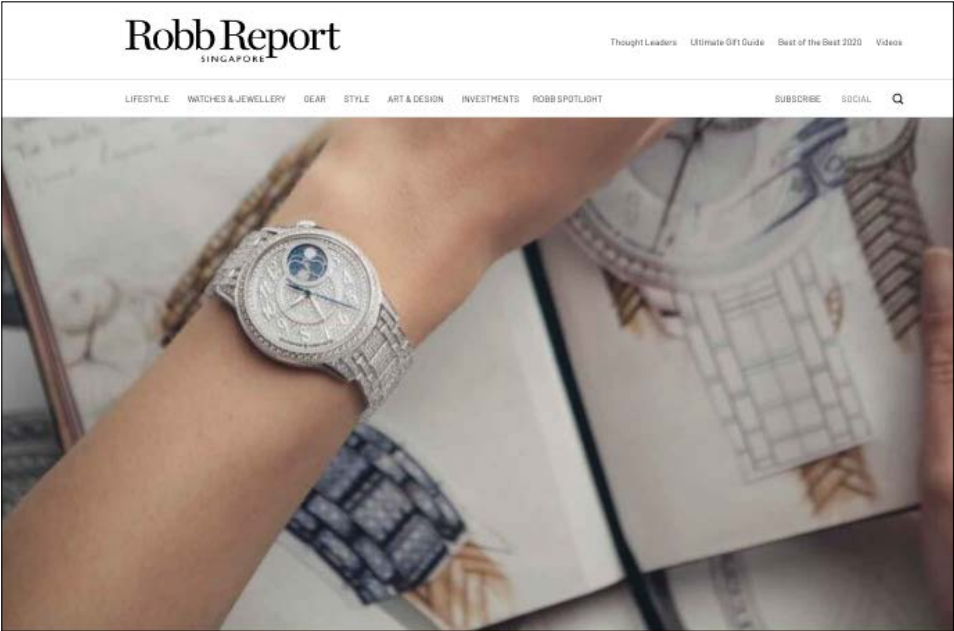 Robb Report
SINGAPORE
Thought Leaders Ultimate Gift Guide Best of the Best 2020 Videos
LIFESTYLE WATCHES & JEWELLERY GEAR STYLE ART & DESIGN INVESTMENTS ROBB SPOTLIGHT SUBSCRIBE SOCIAL